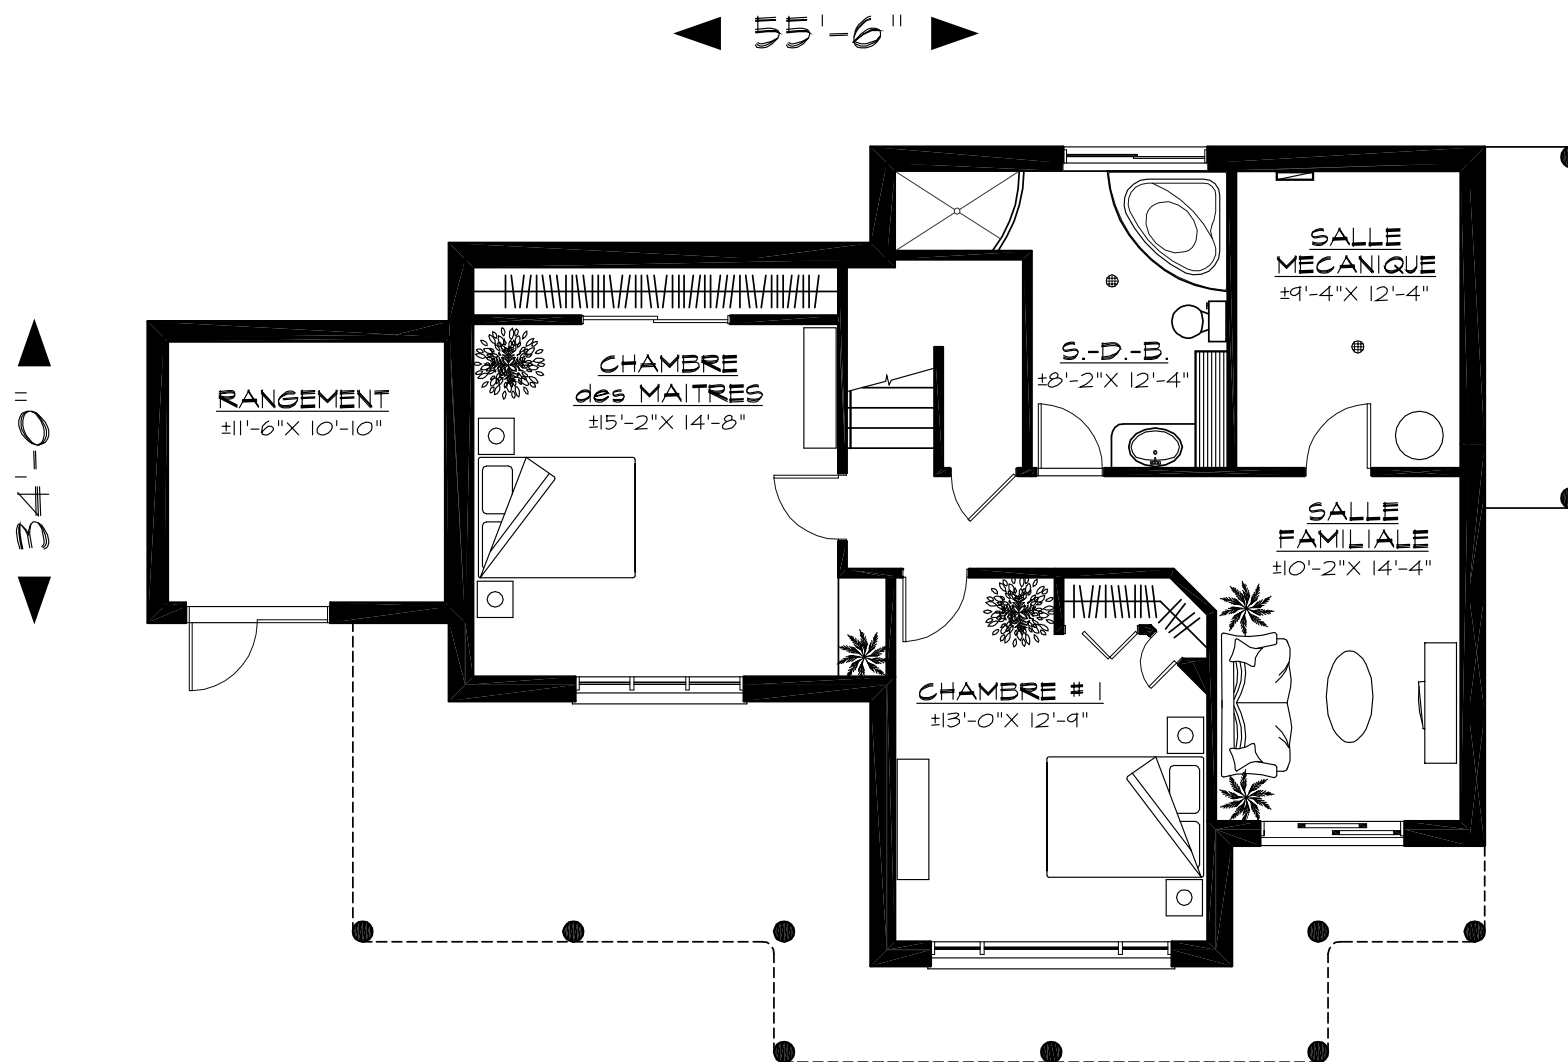 55'-6"
34'-0"
SALLE
MECANIQUE
±9'-4"X 12'-4"
S.-D.-B.
±8'-2"X 12'-4"
CHAMBRE
des MAITRES
±15'-2"X 14'-8"
RANGEMENT
±11'-6"X 10'-10"
SALLE
FAMILIALE
±10'-2"X 14'-4"
CHAMBRE # 1
±13'-0"X 12'-9"